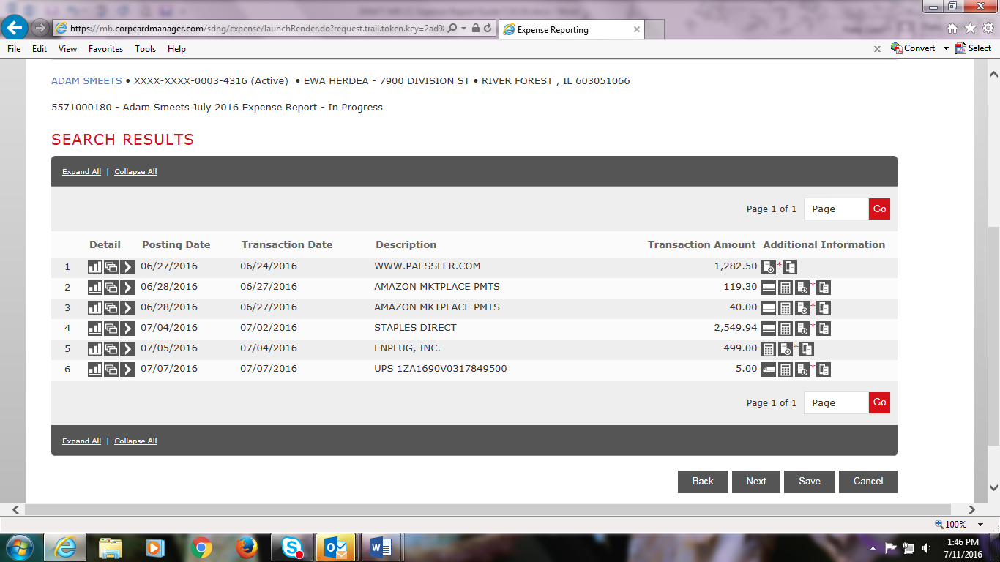 https://mb.corpcardmanager.com/sdng/expense/launchRender.do?request.trail.token.key=2ad9
Expense Reporting
File Edit View Favorites Tools Help
x Convert Select
ADAM SMEETS • XXXX-XXXX-0003-4316 (Active) • EWA HERDEA - 7900 DIVISION ST • RIVER FOREST , IL 603051066
5571000180 - Adam Smeets July 2016 Expense Report - In Progress
SEARCH RESULTS
Expand All | Collapse All
Page 1 of 1 Page Go
Detail Posting Date Transaction Date Description Transaction Amount Additional Information
1 06/27/2016 06/24/2016 WWW.PAESSLER.COM 1,282.50 *
2 06/28/2016 06/27/2016 AMAZON MKTPLACE PMTS 119.30 *
3 06/28/2016 06/27/2016 AMAZON MKTPLACE PMTS 40.00 *
4 07/04/2016 07/02/2016 STAPLES DIRECT 2,549.94 *
5 07/05/2016 07/04/2016 ENPLUG, INC. 499.00 *
6 07/07/2016 07/07/2016 UPS 1ZA1690V0317849500 5.00 *
Page 1 of 1 Page Go
Expand All | Collapse All
Back Next Save Cancel
100%
1:46 PM
7/11/2016